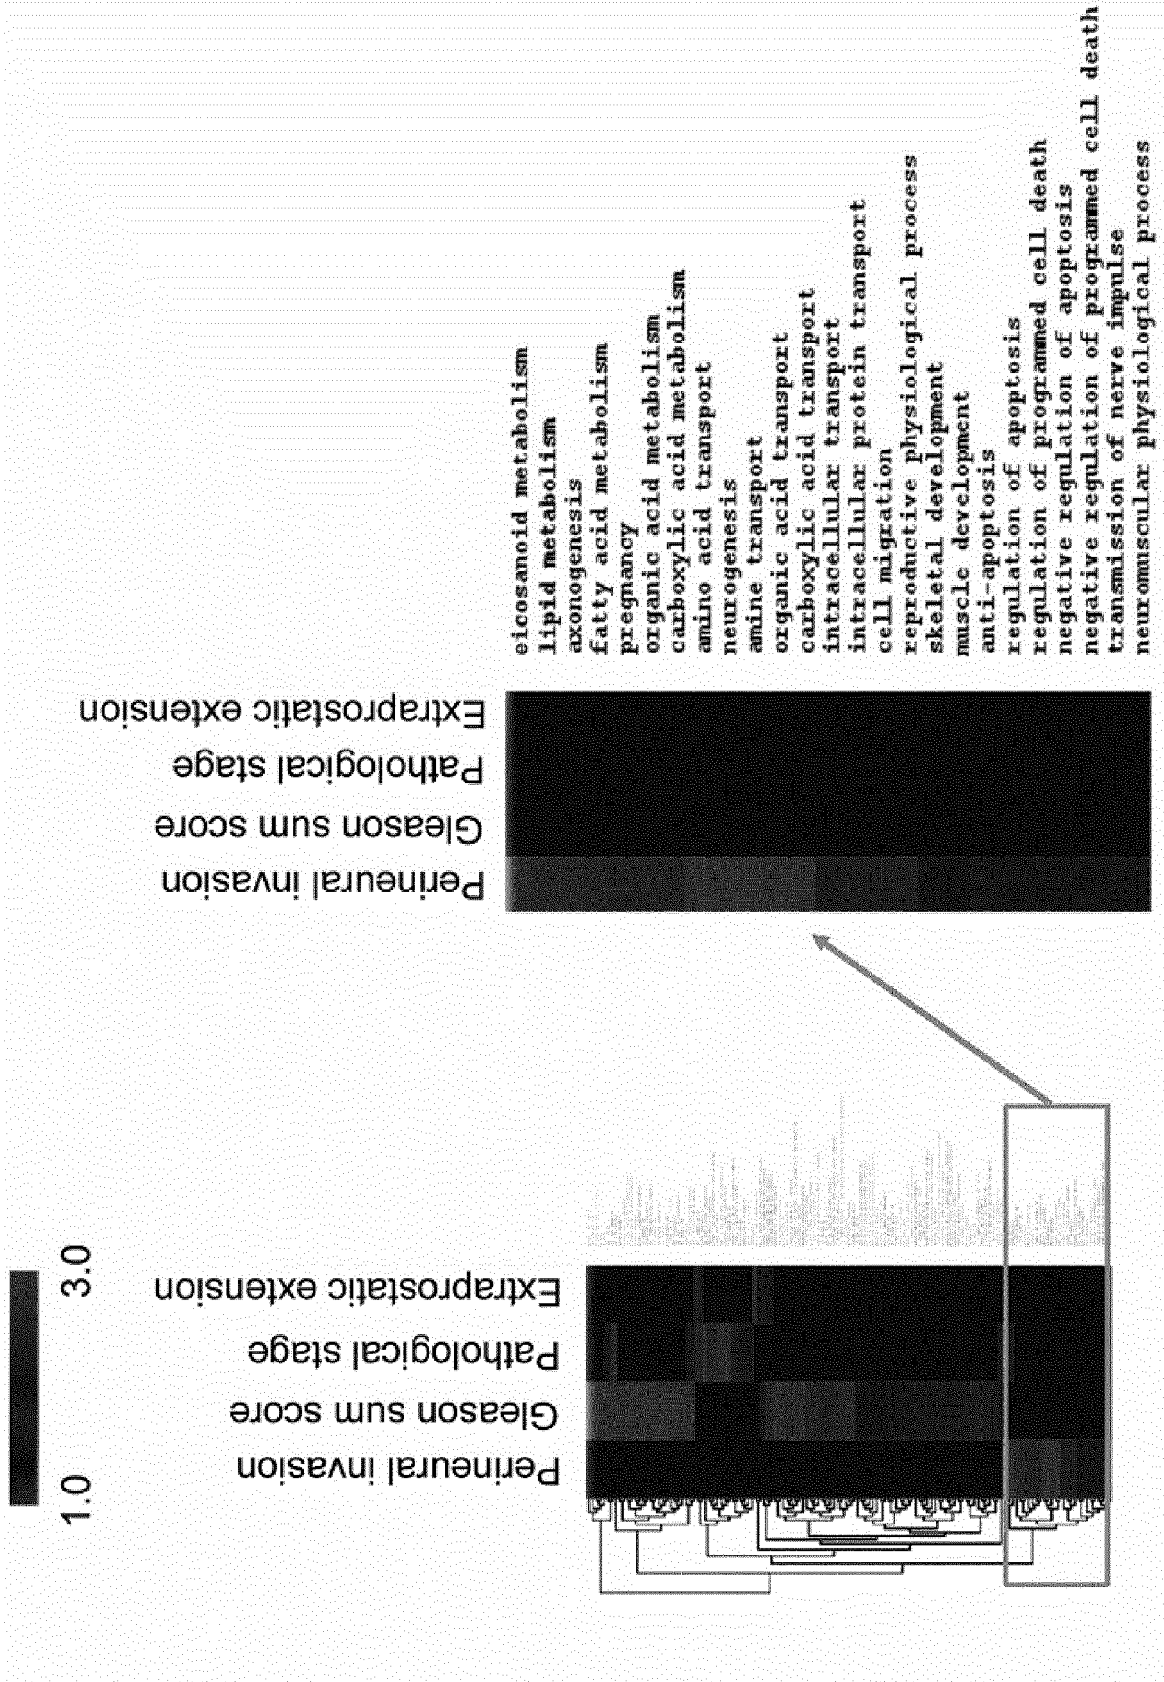 1.0
3.0
Perineural invasion
Gleason sum score
Pathological stage
Extraprostatic extension
Perineural invasion
Gleason sum score
Pathological stage
Extraprostatic extension
eicosanoid metabolism
lipid metabolism
axonogenesis
fatty acid metabolism
pregnancy
organic acid metabolism
carboxylic acid metabolism
amino acid transport
neurogenesis
amine transport
organic acid transport
carboxylic acid transport
intracellular transport
intracellular protein transport
cell migration
reproductive physiological process
skeletal development
muscle development
anti-apoptosis
regulation of apoptosis
regulation of programmed cell death
negative regulation of apoptosis
negative regulation of programmed cell death
transmission of nerve impulse
neuromuscular physiological process